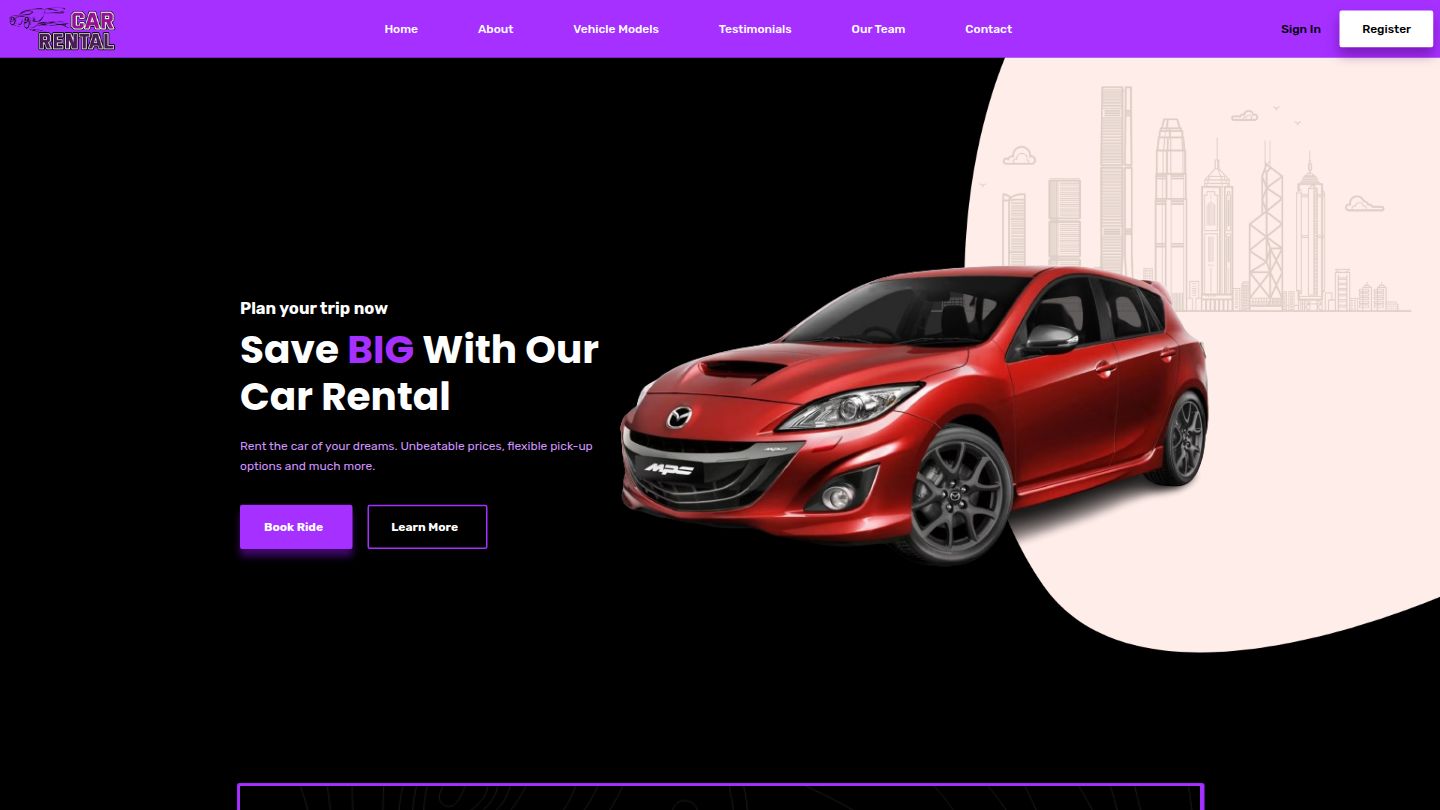 CAR
RENTAL
Home
About
Vehicle Models
Testimonials
Our Team
Contact
Sign In
Register
Plan your trip now
Save BIG With Our
Car Rental
Rent the car of your dreams. Unbeatable prices, flexible pick-up
options and much more.
Book Ride
Learn More
MPS